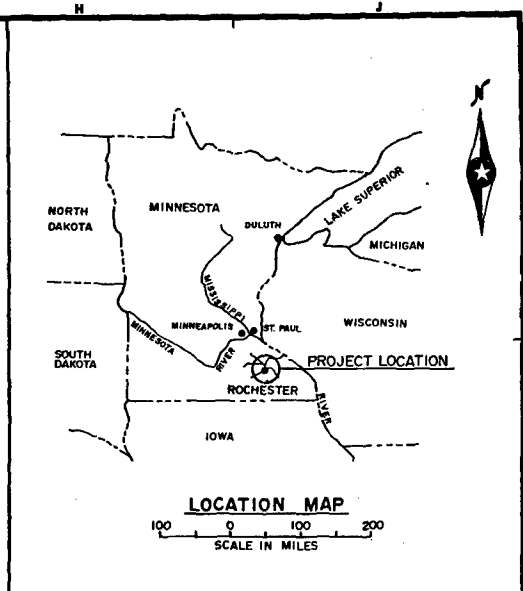 H J
N
NORTH
DAKOTA
MINNESOTA
DULUTH
LAKE SUPERIOR
MICHIGAN
MISSISSIPPI
MINNEAPOLIS
ST. PAUL
WISCONSIN
MINNESOTA
RIVER
SOUTH
DAKOTA
PROJECT LOCATION
ROCHESTER
RIVER
IOWA
LOCATION MAP
100 0 100 200
SCALE IN MILES